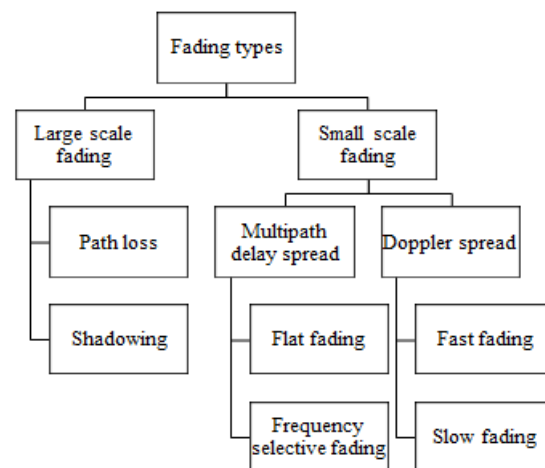 Fading types
Large scale
fading
Small scale
fading
Path loss
Shadowing
Multipath
delay spread
Doppler spread
Flat fading
Frequency
selective fading
Fast fading
Slow fading